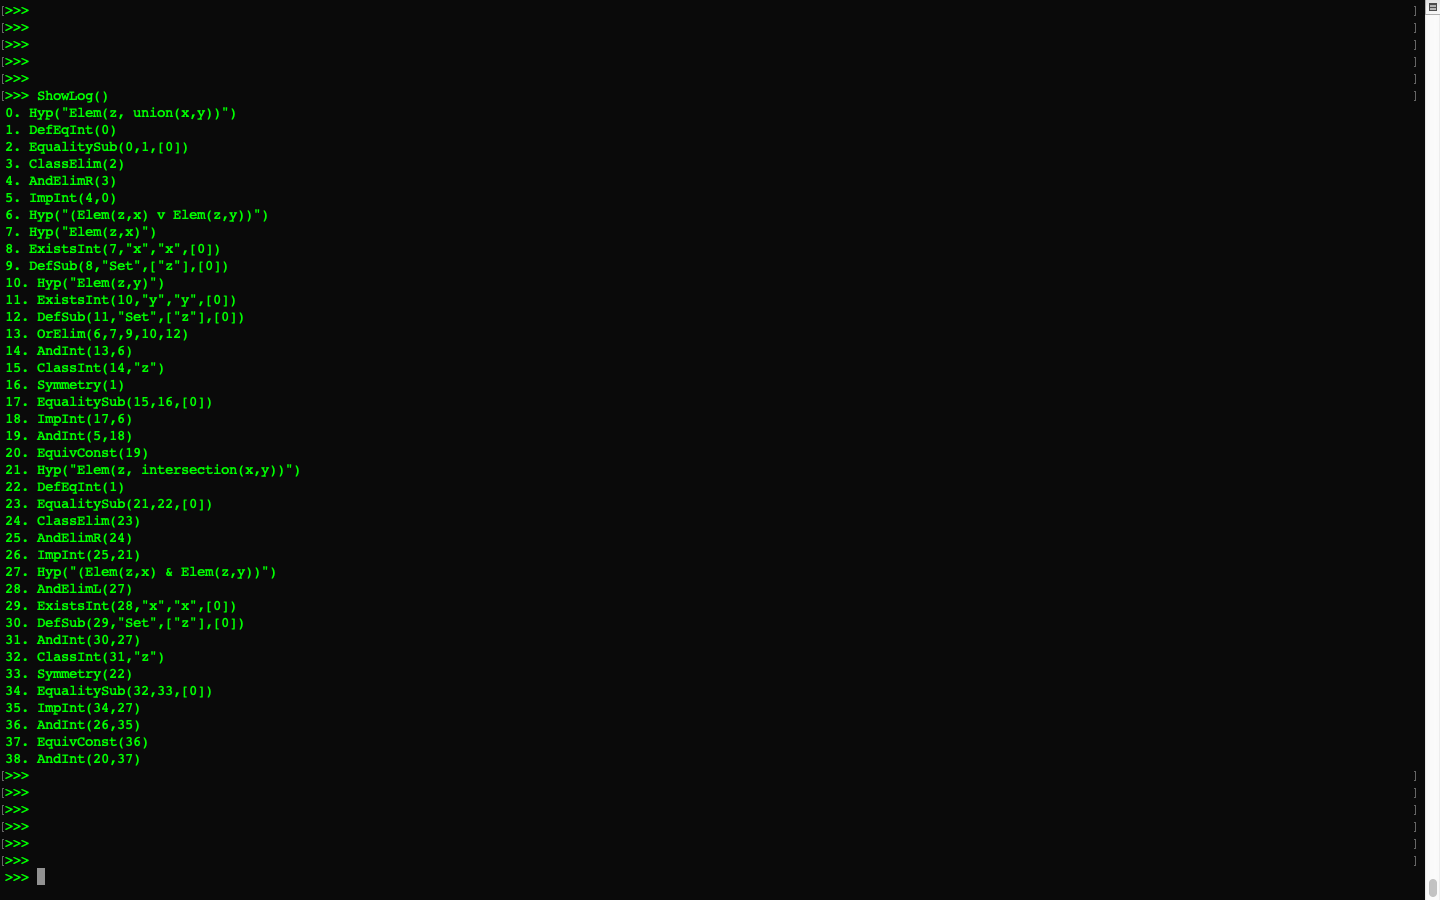 [>>> ]
[>>> ]
[>>> ]
[>>> ]
[>>> ]
[>>> ShowLog() ]
0. Hyp("Elem(z, union(x,y))")
1. DefEqInt(0)
2. EqualitySub(0,1,[0])
3. ClassElim(2)
4. AndElimR(3)
5. ImpInt(4,0)
6. Hyp("(Elem(z,x) v Elem(z,y))")
7. Hyp("Elem(z,x)")
8. ExistsInt(7,"x","x",[0])
9. DefSub(8,"Set",["z"],[0])
10. Hyp("Elem(z,y)")
11. ExistsInt(10,"y","y",[0])
12. DefSub(11,"Set",["z"],[0])
13. OrElim(6,7,9,10,12)
14. AndInt(13,6)
15. ClassInt(14,"z")
16. Symmetry(1)
17. EqualitySub(15,16,[0])
18. ImpInt(17,6)
19. AndInt(5,18)
20. EquivConst(19)
21. Hyp("Elem(z, intersection(x,y))")
22. DefEqInt(1)
23. EqualitySub(21,22,[0])
24. ClassElim(23)
25. AndElimR(24)
26. ImpInt(25,21)
27. Hyp("(Elem(z,x) & Elem(z,y))")
28. AndElimL(27)
29. ExistsInt(28,"x","x",[0])
30. DefSub(29,"Set",["z"],[0])
31. AndInt(30,27)
32. ClassInt(31,"z")
33. Symmetry(22)
34. EqualitySub(32,33,[0])
35. ImpInt(34,27)
36. AndInt(26,35)
37. EquivConst(36)
38. AndInt(20,37)
[>>> ]
[>>> ]
[>>> ]
[>>> ]
[>>> ]
[>>> ]
>>>